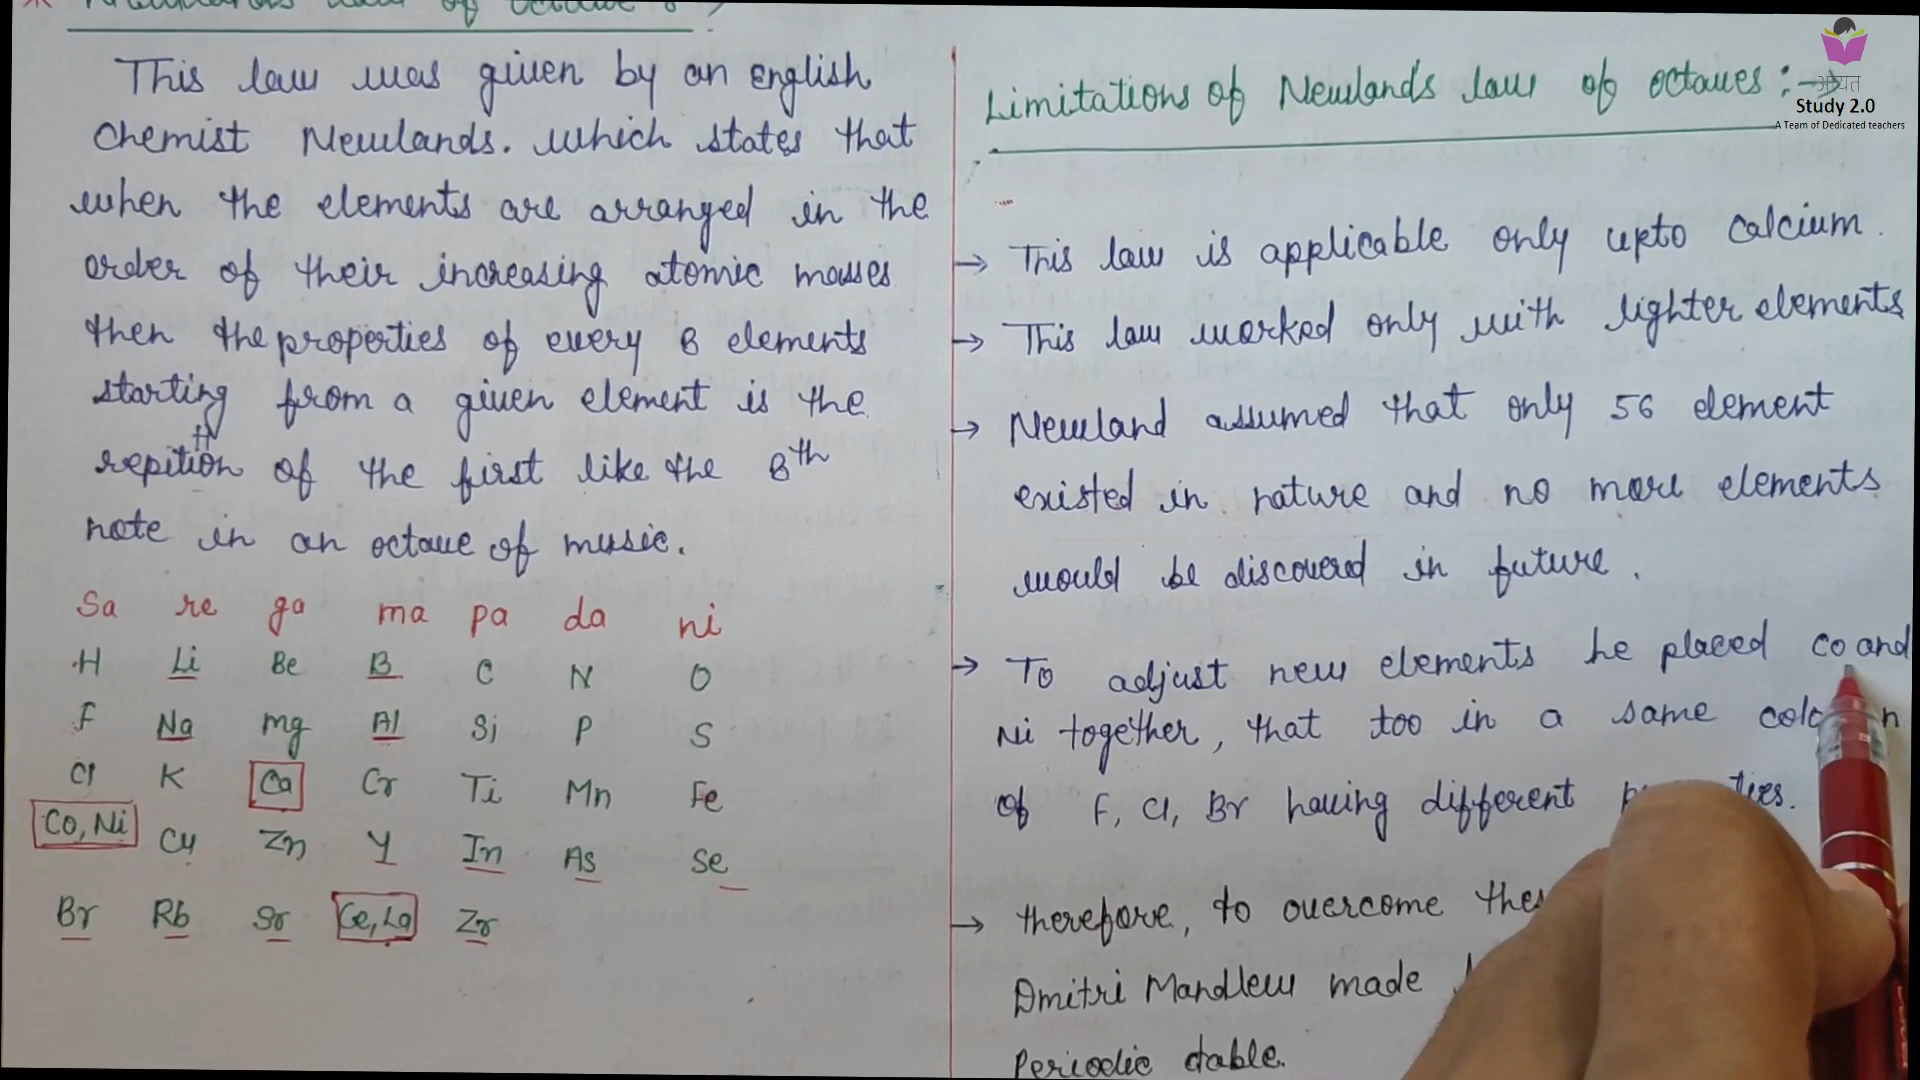 This law was given by an english
chemist Newlands. which states that
when the elements are arranged in the
order of their increasing atomic masses
then the properties of every 8 elements
starting from a given element is the
repitition of the first like the 8th
note in an octave of music.
Sa re ga ma pa da ni
H Li Be B C N O
F Na mg Al Si P S
Cl K Ca Cr Ti Mn Fe
Co, Ni Cu Zn Y In As Se
Br Rb Sr Ce, La Zr
Limitations of Newlands law of octaves :→
→ This law is applicable only upto calcium.
→ This law worked only with lighter elements
→ Newland assumed that only 56 element
existed in nature and no more elements
would be discovered in future.
→ To adjust new elements he placed Co and
Ni together, that too in a same
of F, Cl, Br having different
→ therefore, to overcome
Dmitri Mandleev made
Periodic table.
अद्यत
Study 2.0
A Team of Dedicated teachers